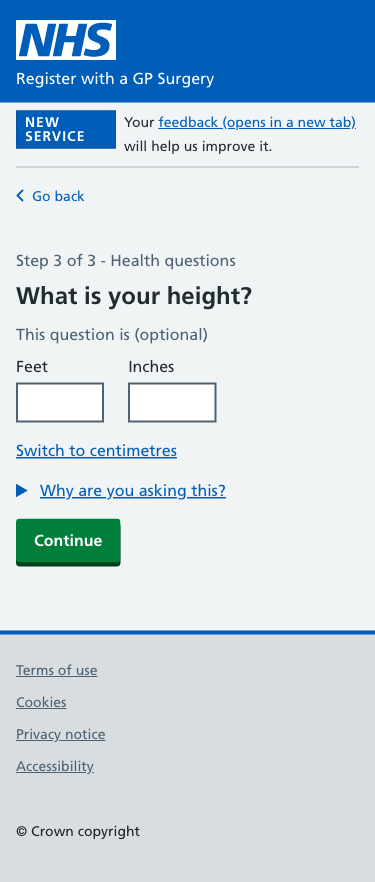 NHS
Register with a GP Surgery
NEW
SERVICE
Your feedback (opens in a new tab)
will help us improve it.
Go back
Step 3 of 3 - Health questions
What is your height?
This question is (optional)
Feet Inches
Switch to centimetres
Why are you asking this?
Continue
Terms of use
Cookies
Privacy notice
Accessibility
© Crown copyright